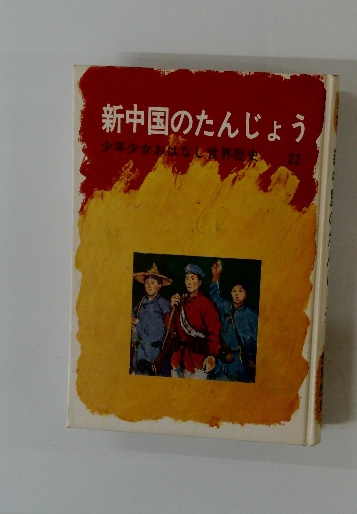 新中国のたんじょう
少年少女おはなし世界歴史 22